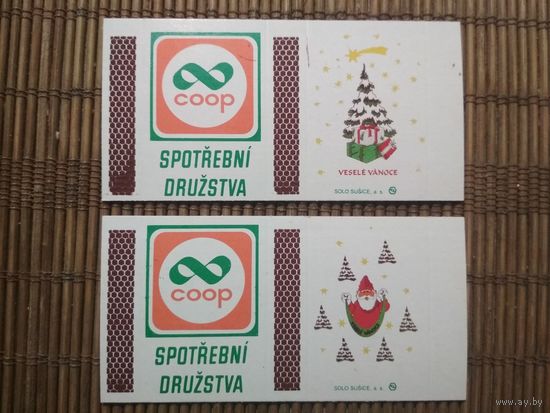 coop
SPOTŘEBNÍ
DRUŽSTVA
VESELÉ VÁNOCE
SOLO SUŠICE, a. s.
coop
SPOTŘEBNÍ
DRUŽSTVA
SOLO SUŠICE, a. s.
www.ay.by